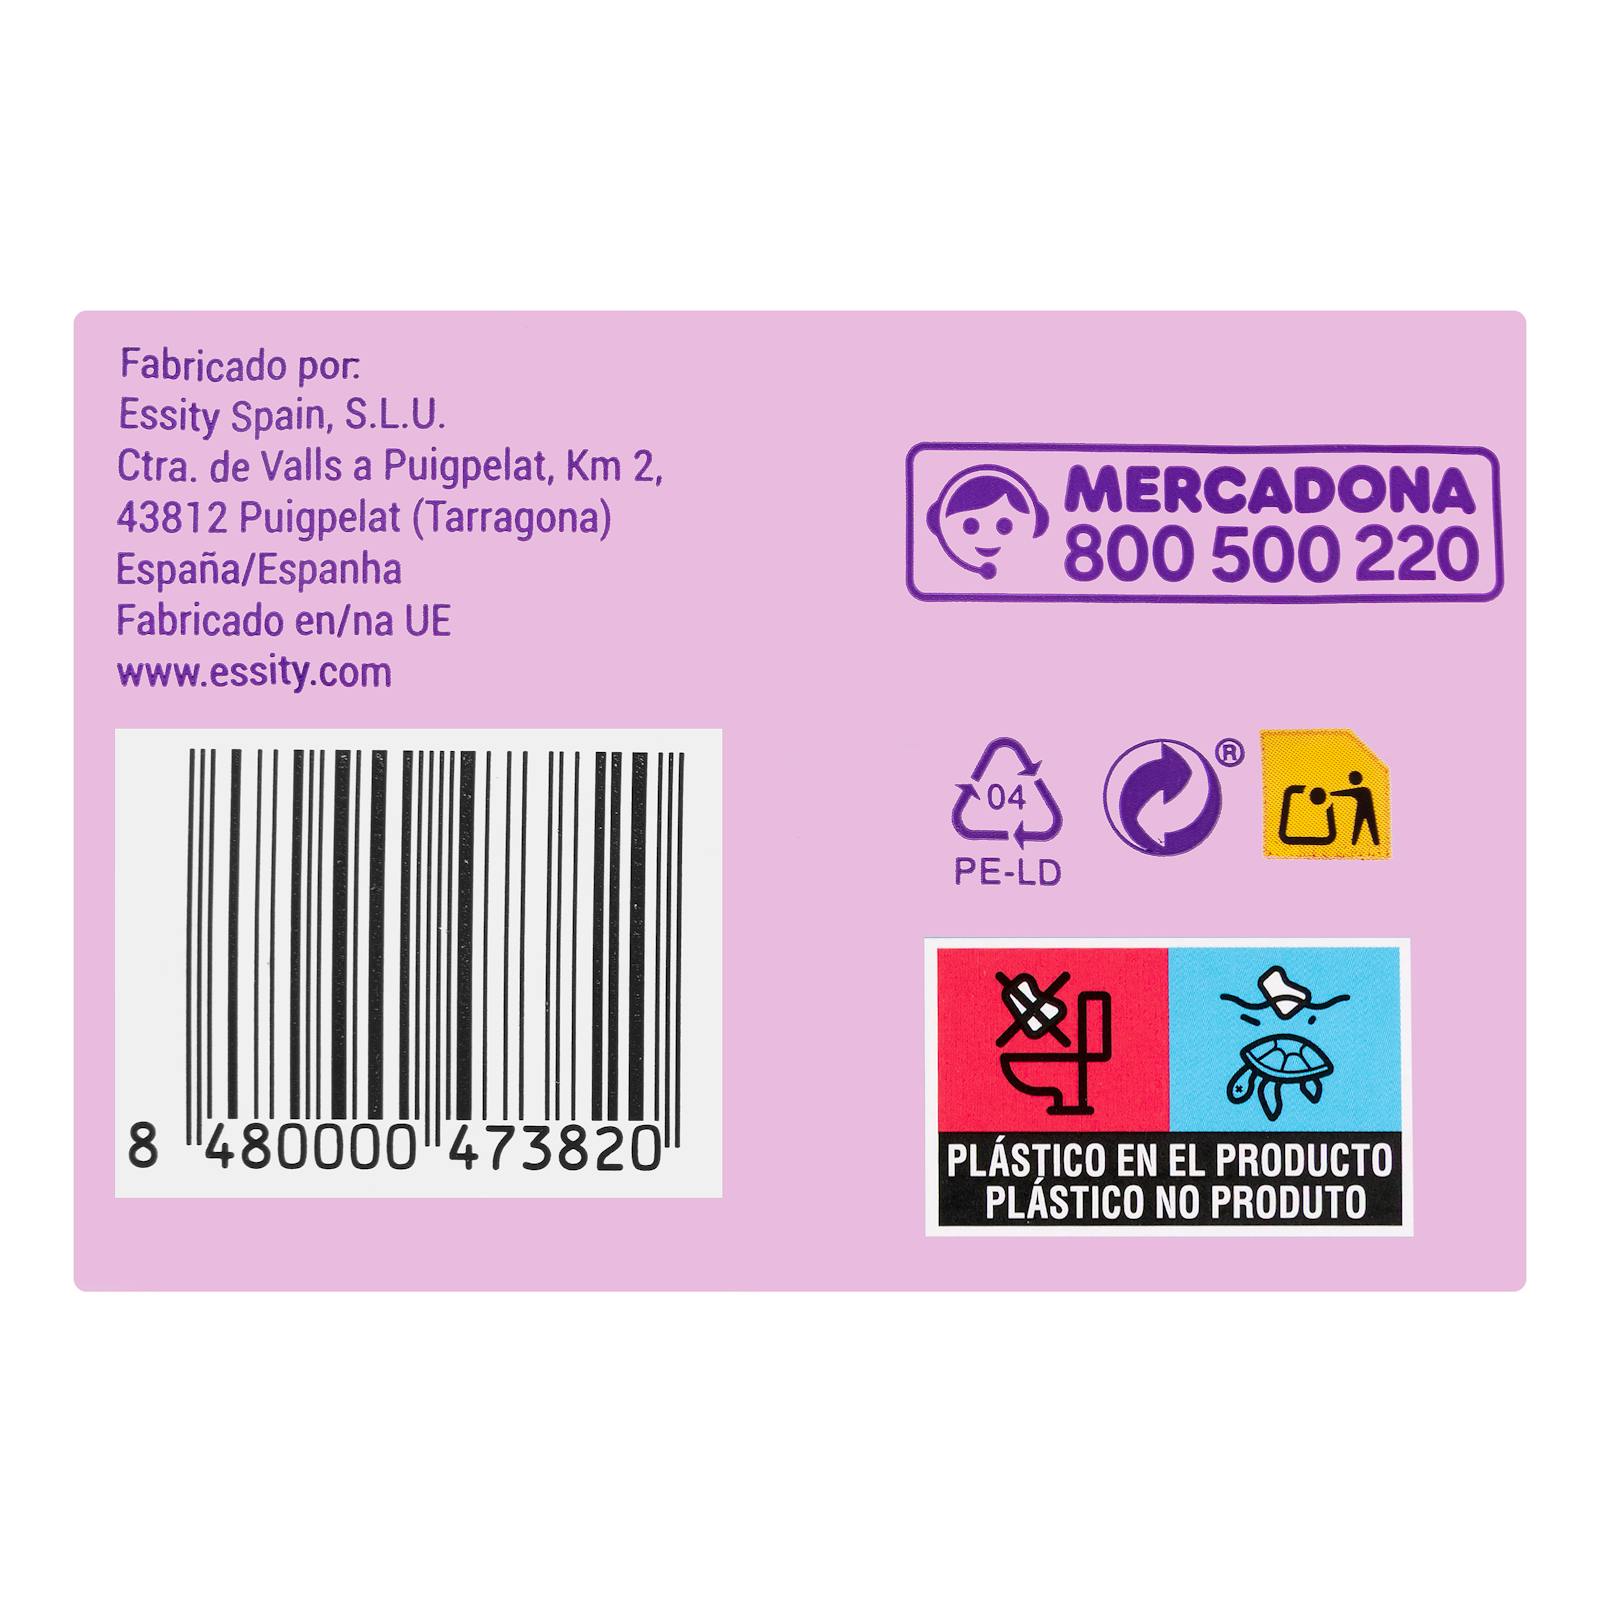 Fabricado por:
Essity Spain, S.L.U.
Ctra. de Valls a Puigpelat, Km 2,
43812 Puigpelat (Tarragona)
España/Espanha
Fabricado en/na UE
www.essity.com
8 480000 473820
MERCADONA
800 500 220
04
PE-LD
®
PLÁSTICO EN EL PRODUCTO
PLÁSTICO NO PRODUTO